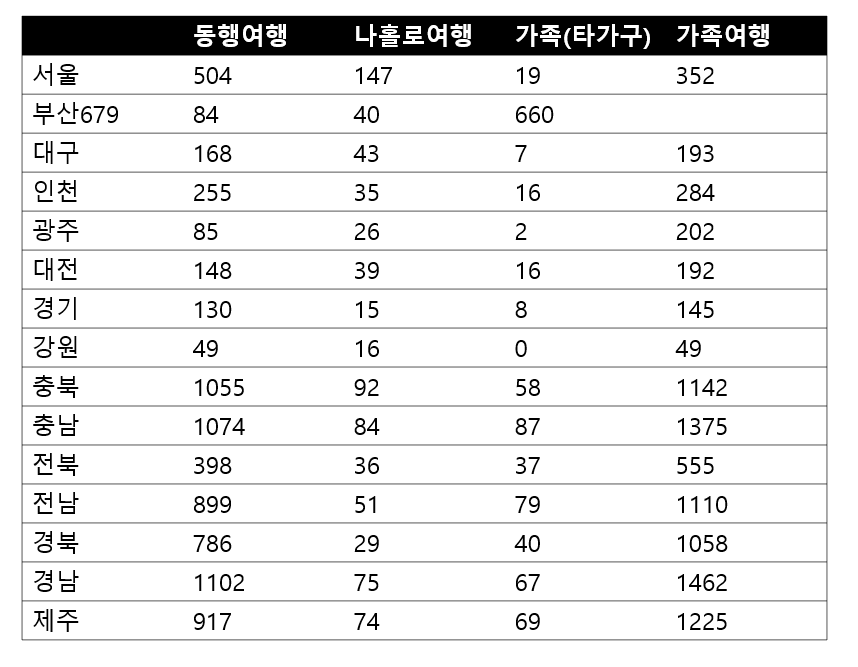 동행여행 나홀로여행 가족(타가구) 가족여행
서울 504 147 19 352
부산679 84 40 660
대구 168 43 7 193
인천 255 35 16 284
광주 85 26 2 202
대전 148 39 16 192
경기 130 15 8 145
강원 49 16 0 49
충북 1055 92 58 1142
충남 1074 84 87 1375
전북 398 36 37 555
전남 899 51 79 1110
경북 786 29 40 1058
경남 1102 75 67 1462
제주 917 74 69 1225